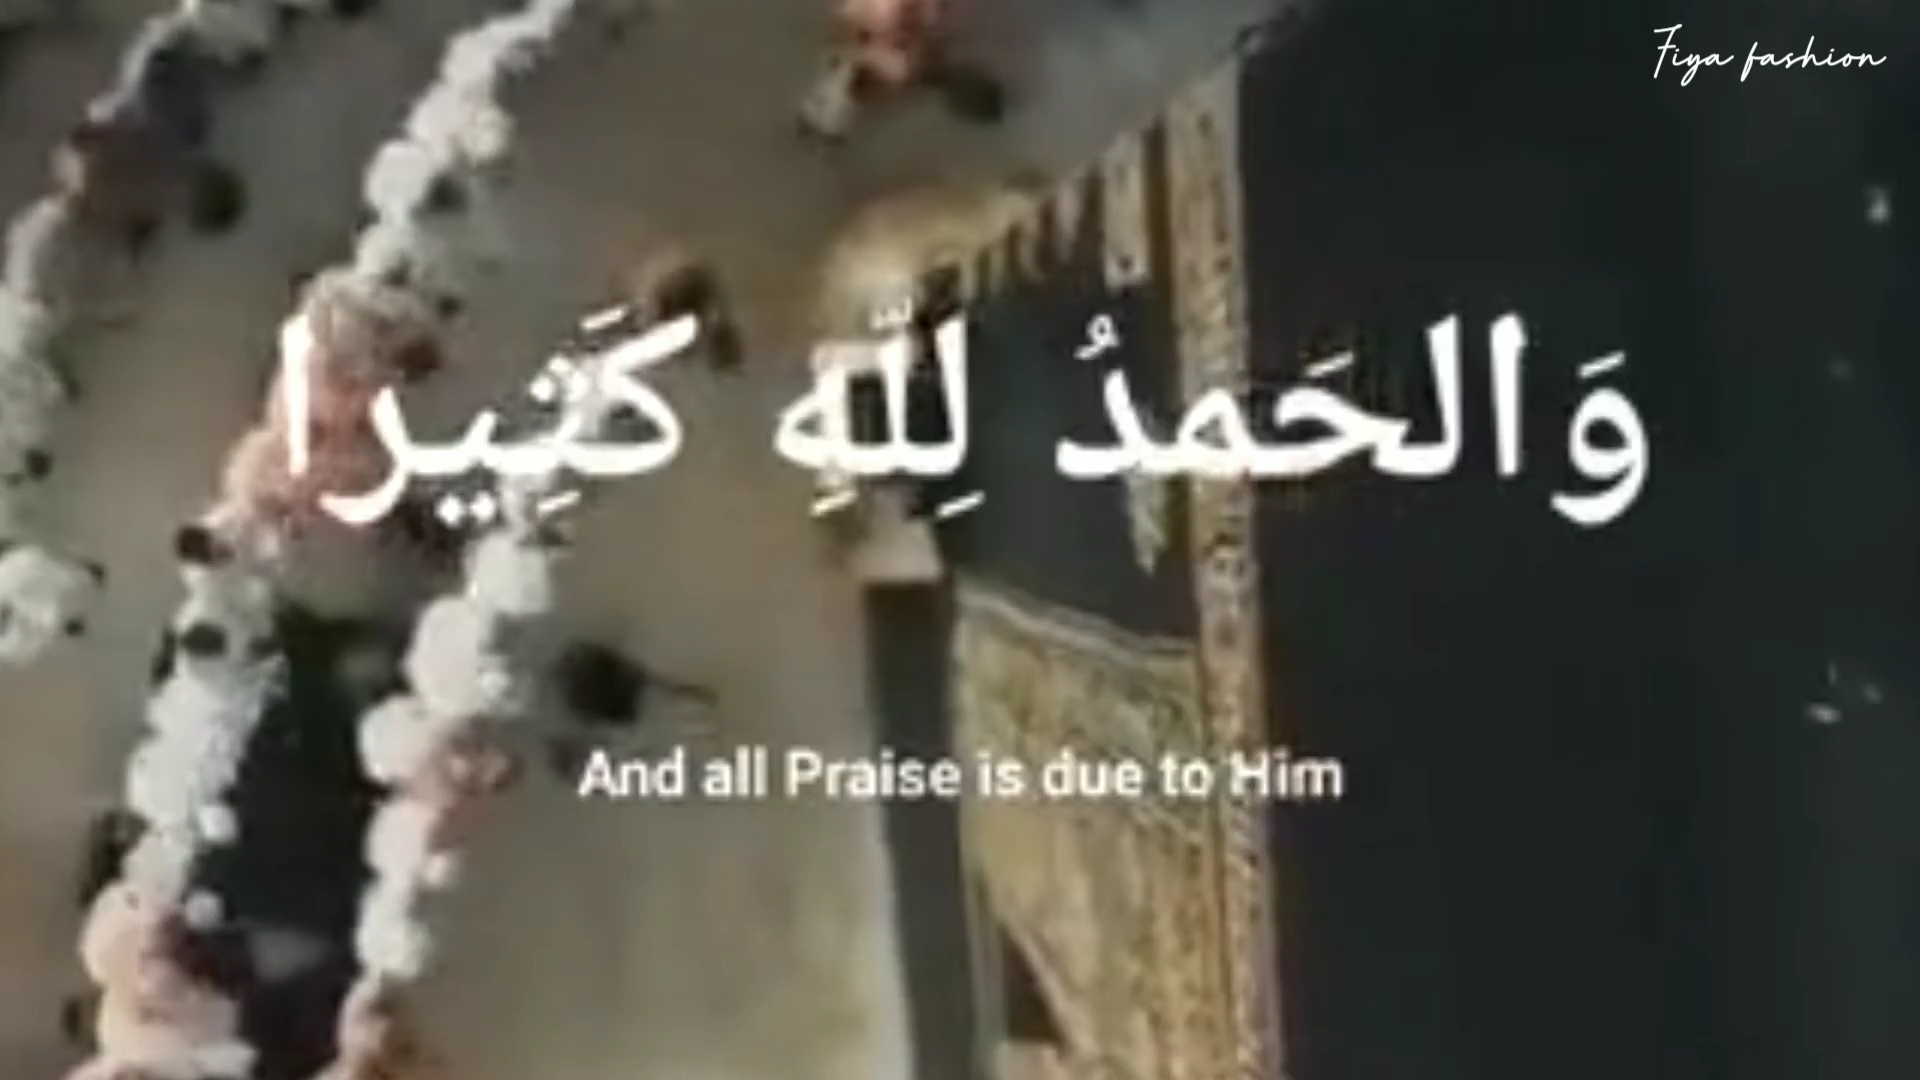 Fiya fashion
وَالحَمدُ لِلّهِ كَثِيرا
And all Praise is due to Him